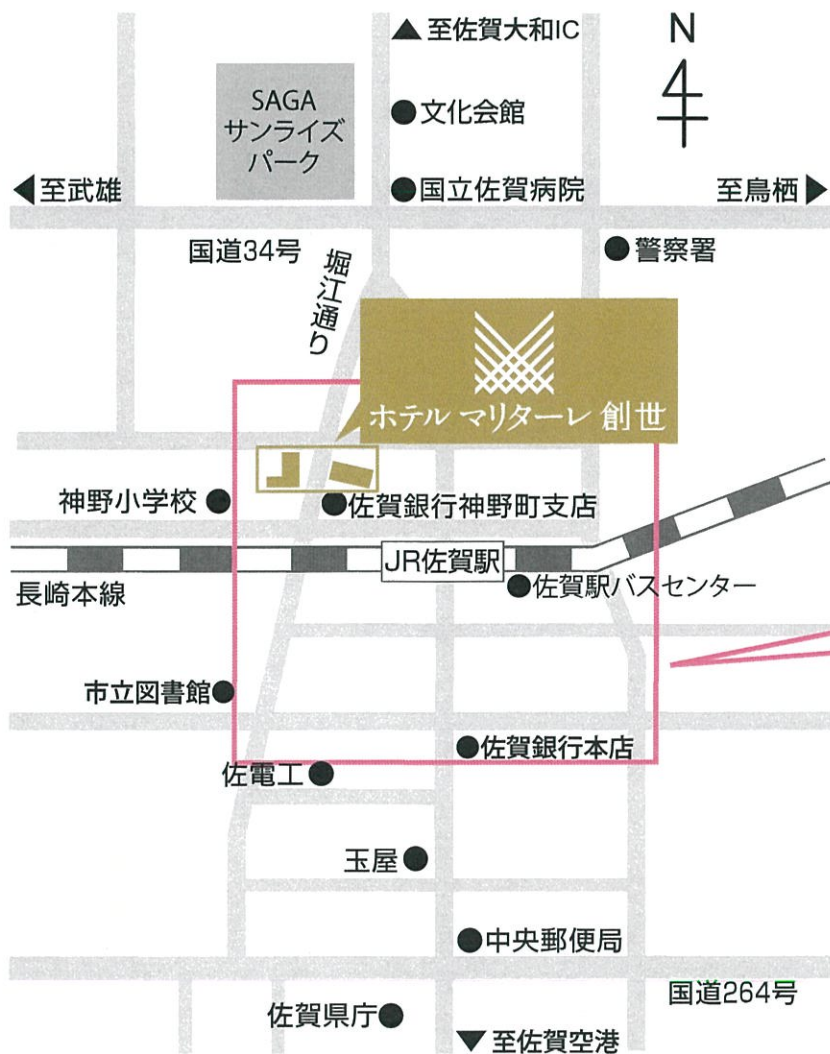 ▲至佐賀大和IC
N
SAGA
サンライズ
パーク
●文化会館
◀至武雄
●国立佐賀病院
至鳥栖▶
国道34号
●警察署
堀江通り
ホテル マリターレ 創世
神野小学校●
●佐賀銀行神野町支店
JR佐賀駅
長崎本線
●佐賀駅バスセンター
市立図書館●
●佐賀銀行本店
佐電工●
玉屋●
●中央郵便局
国道264号
佐賀県庁●
▼至佐賀空港